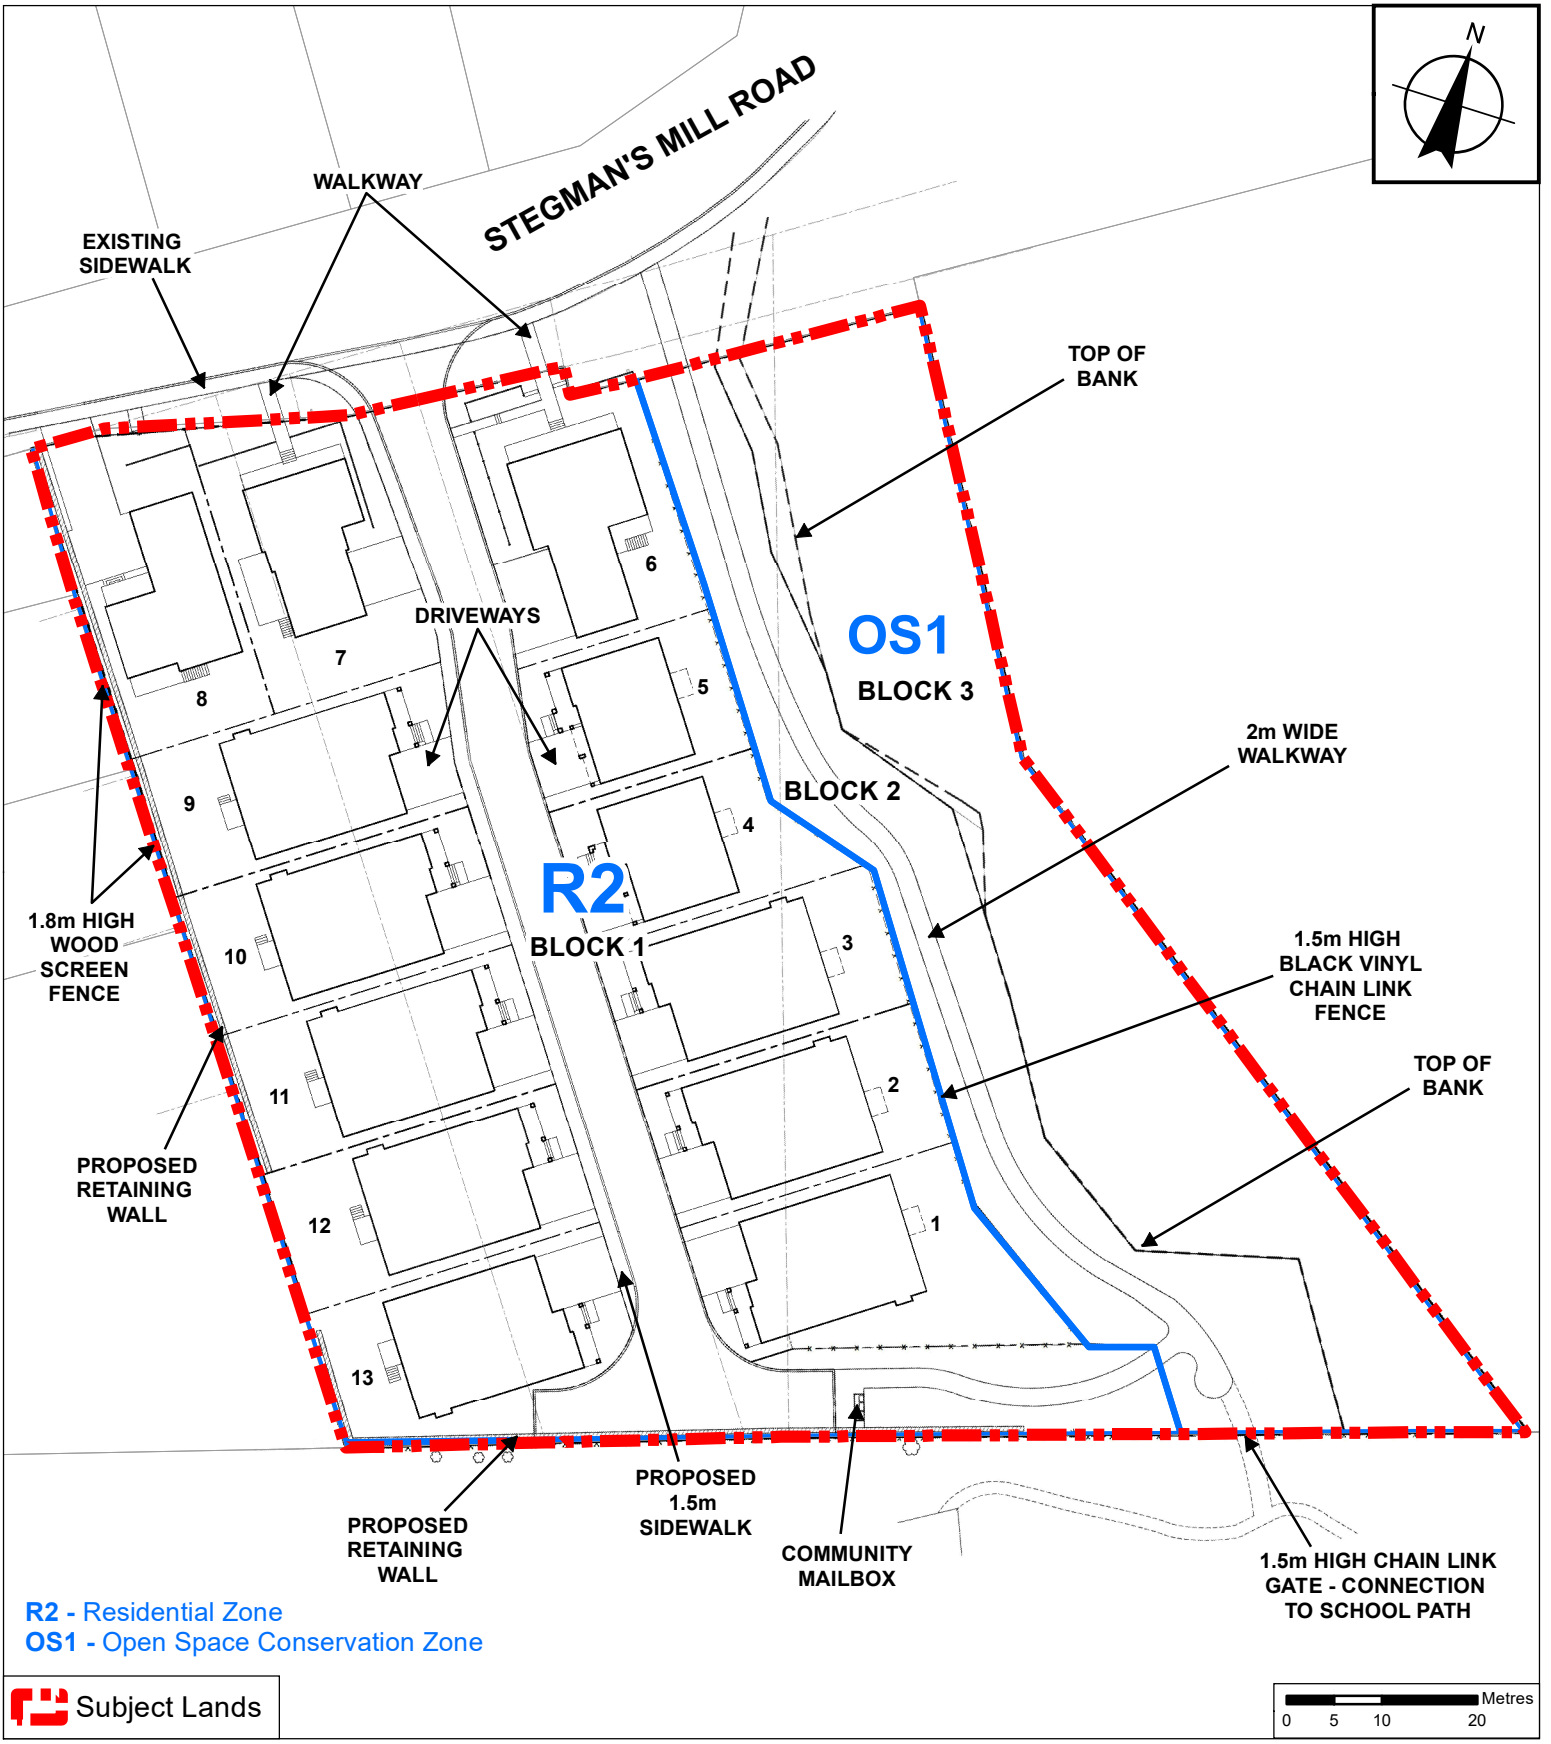 N
STEGMAN'S MILL ROAD
WALKWAY
EXISTING
SIDEWALK
TOP OF
BANK
6
DRIVEWAYS
OS1
BLOCK 3
7
8
5
2m WIDE
WALKWAY
9
BLOCK 2
4
R2
BLOCK 1
1.8m HIGH
WOOD
SCREEN
FENCE
10
3
1.5m HIGH
BLACK VINYL
CHAIN LINK
FENCE
11
2
TOP OF
BANK
PROPOSED
RETAINING
WALL
12
1
13
PROPOSED
1.5m
SIDEWALK
PROPOSED
RETAINING
WALL
COMMUNITY
MAILBOX
1.5m HIGH CHAIN LINK
GATE - CONNECTION
TO SCHOOL PATH
R2 - Residential Zone
OS1 - Open Space Conservation Zone
Subject Lands
Metres
0 5 10 20